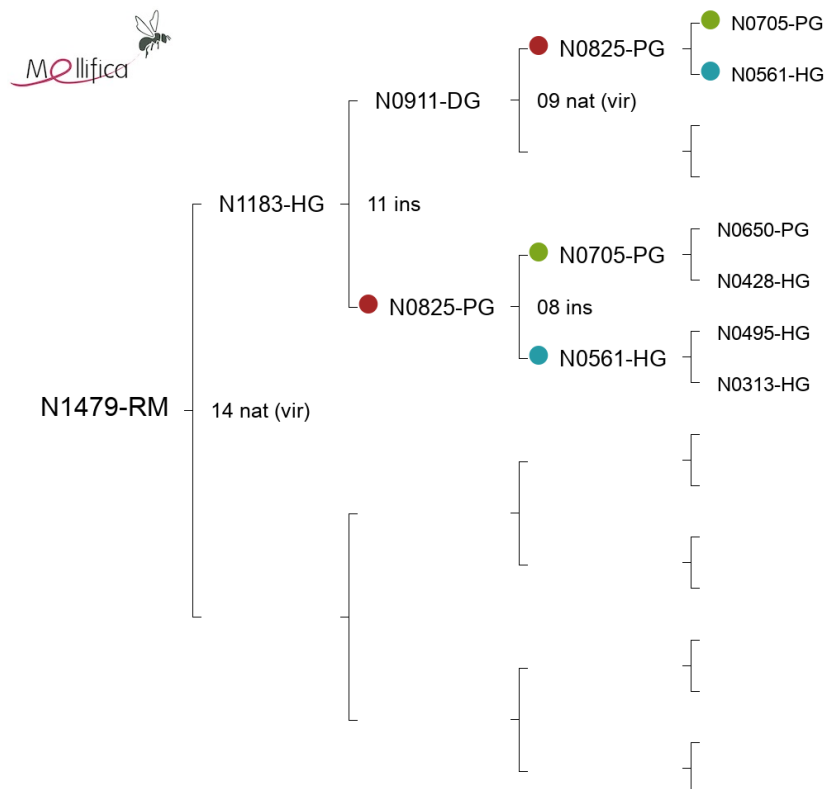 Mellifica
N0705-PG
N0825-PG
N0561-HG
N0911-DG
09 nat (vir)
N1183-HG
11 ins
N0650-PG
N0705-PG
N0428-HG
N0825-PG
08 ins
N0495-HG
N0561-HG
N0313-HG
N1479-RM
14 nat (vir)